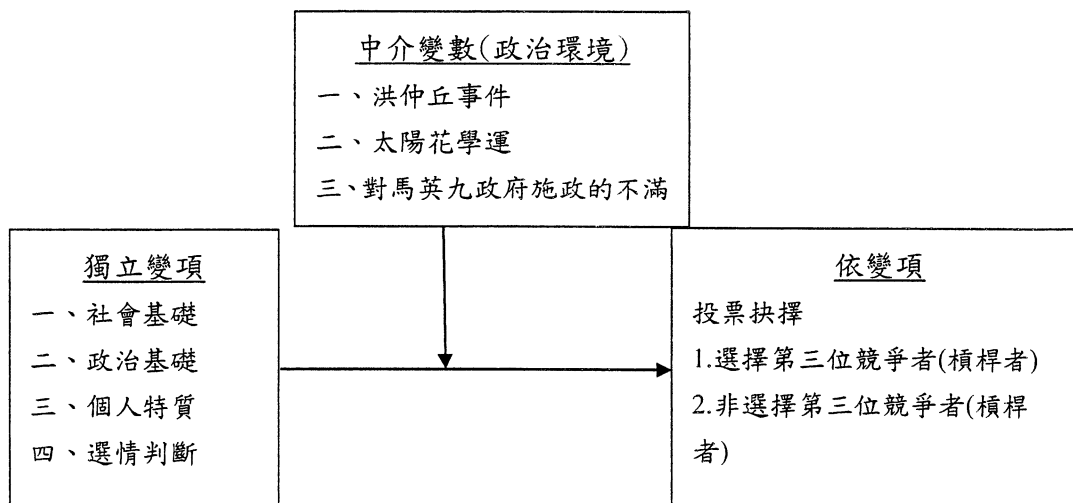 中介變數(政治環境)
一、洪仲丘事件
二、太陽花學運
三、對馬英九政府施政的不滿
獨立變項
一、社會基礎
二、政治基礎
三、個人特質
四、選情判斷
依變項
投票抉擇
1.選擇第三位競爭者(槓桿者)
2.非選擇第三位競爭者(槓桿
者)